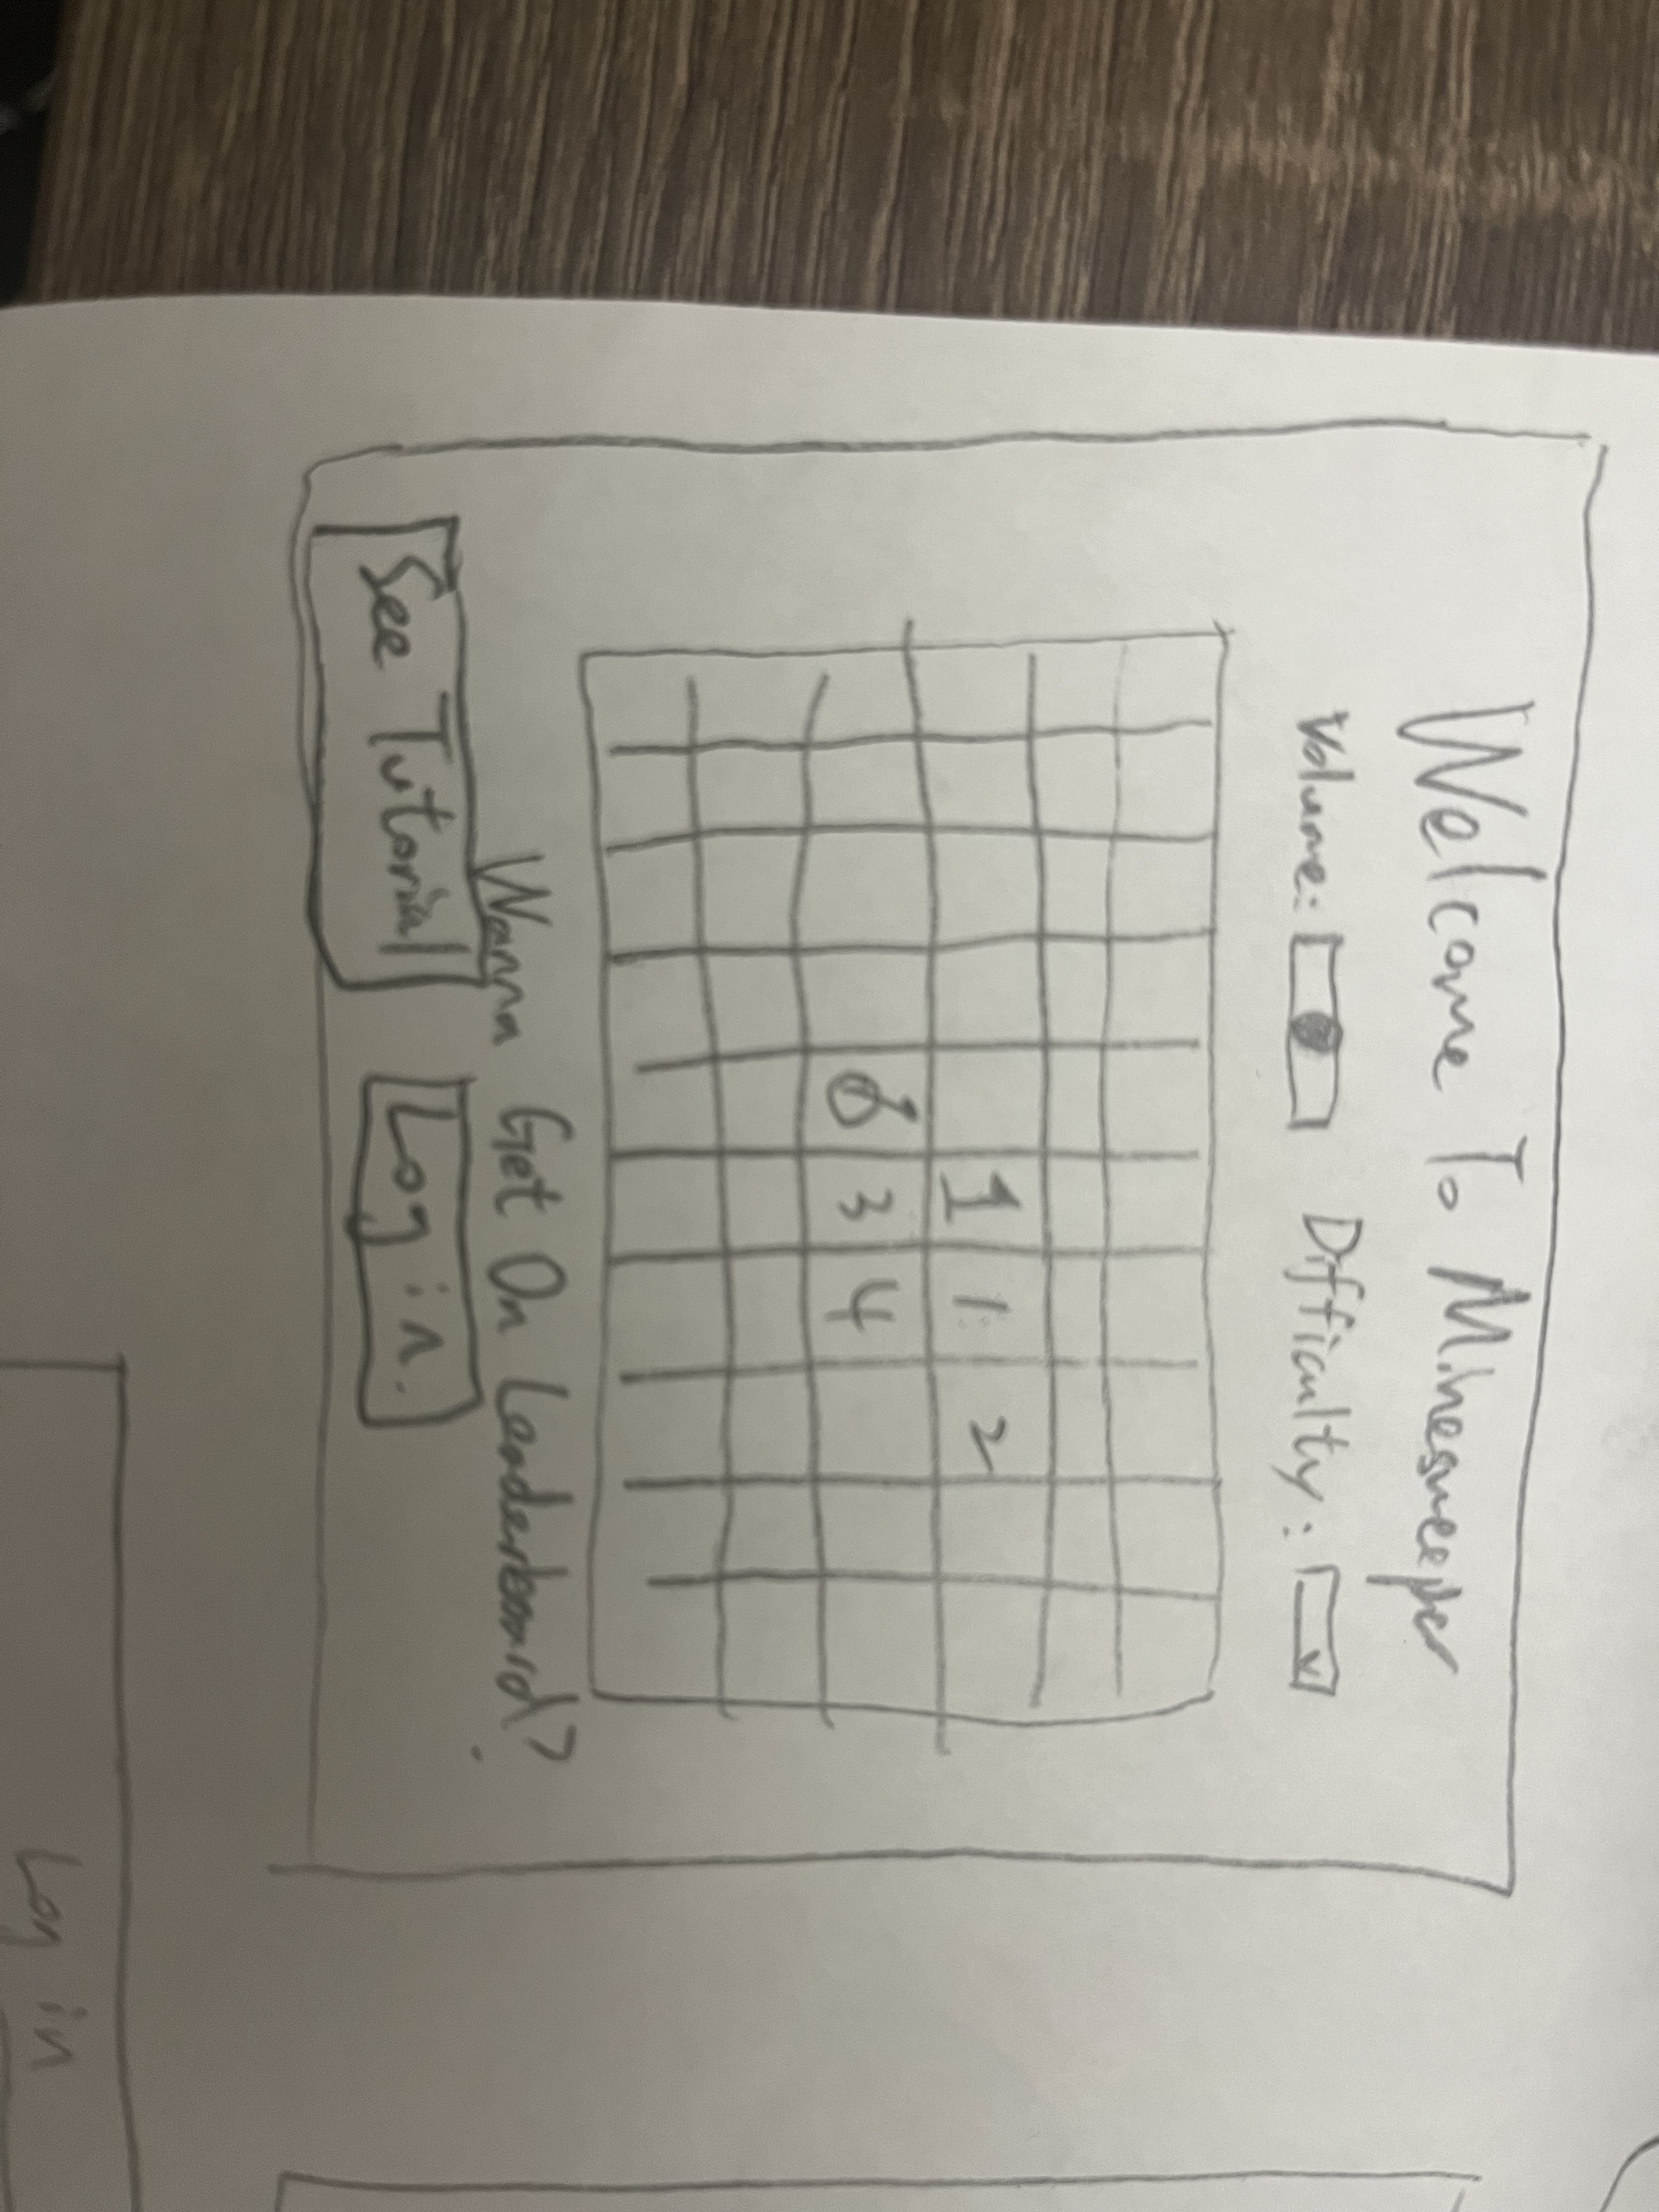 Welcome To Minesweeper
Volume: Difficulty:
1 1 2
3 4
Wanna Get On Leaderboard?
See Tutorial Log in.
Log in